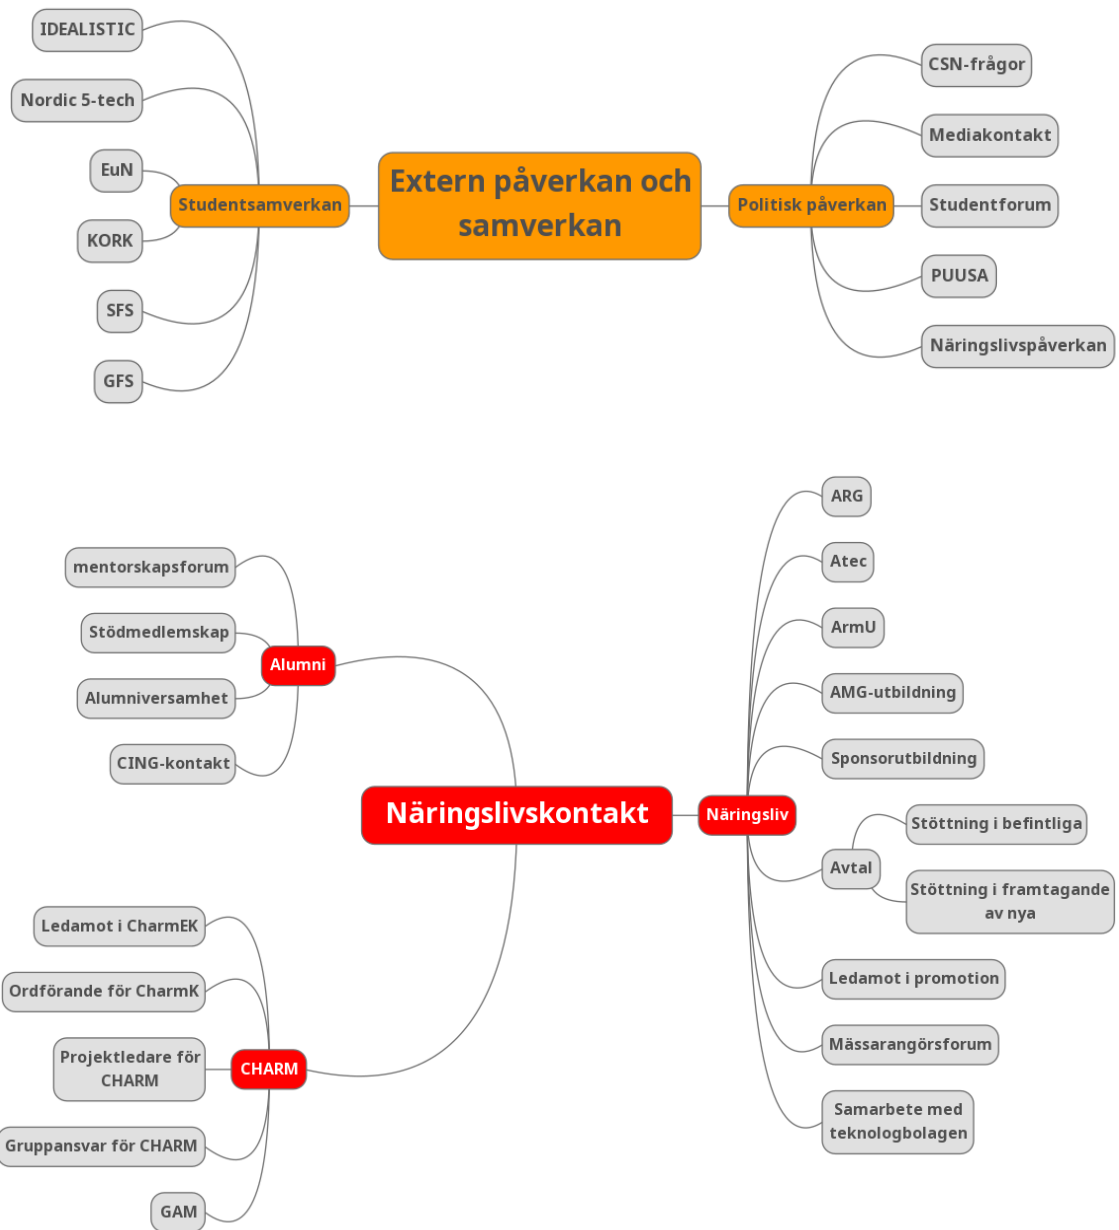 IDEALISTIC
Nordic 5-tech
EuN
KORK
SFS
GFS
Studentsamverkan
Extern påverkan och
samverkan
Politisk påverkan
CSN-frågor
Mediakontakt
Studentforum
PUUSA
Näringslivspåverkan
mentorskapsforum
Stödmedlemskap
Alumniversamhet
CING-kontakt
Alumni
Ledamot i CharmEK
Ordförande för CharmK
Projektledare för
CHARM
Gruppansvar för CHARM
GAM
CHARM
Näringslivskontakt
Näringsliv
ARG
Atec
ArmU
AMG-utbildning
Sponsorutbildning
Avtal
Stöttning i befintliga
Stöttning i framtagande
av nya
Ledamot i promotion
Mässarangörsforum
Samarbete med
teknologbolagen